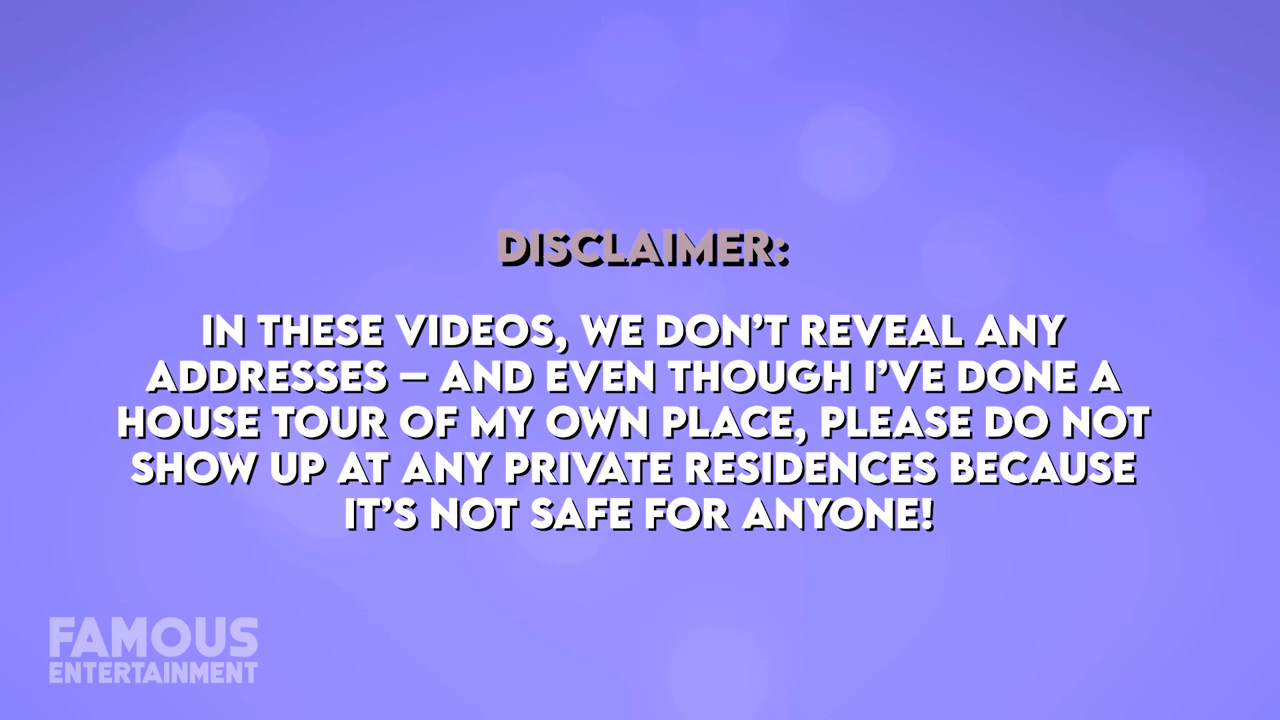 DISCLAIMER:
IN THESE VIDEOS, WE DON'T REVEAL ANY
ADDRESSES – AND EVEN THOUGH I'VE DONE A
HOUSE TOUR OF MY OWN PLACE, PLEASE DO NOT
SHOW UP AT ANY PRIVATE RESIDENCES BECAUSE
IT'S NOT SAFE FOR ANYONE!
FAMOUS
ENTERTAINMENT